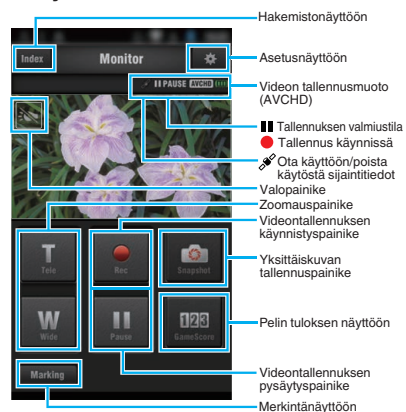 Hakemistonäyttöön
Index
Monitor
Asetusnäyttöön
PAUSE AVCHD
Videon tallennusmuoto
(AVCHD)
Tallennuksen valmiustila
Tallennus käynnissä
Ota käyttöön/poista
käytöstä sijaintitiedot
Valopainike
Zoomauspainike
Videontallennuksen
käynnistyspainike
T
Tele
Rec
Snapshot
Yksittäiskuvan
tallennuspainike
W
Wide
Pause
123
GameScore
Pelin tuloksen näyttöön
Marking
Videontallennuksen
pysäytyspainike
Merkintänäyttöön